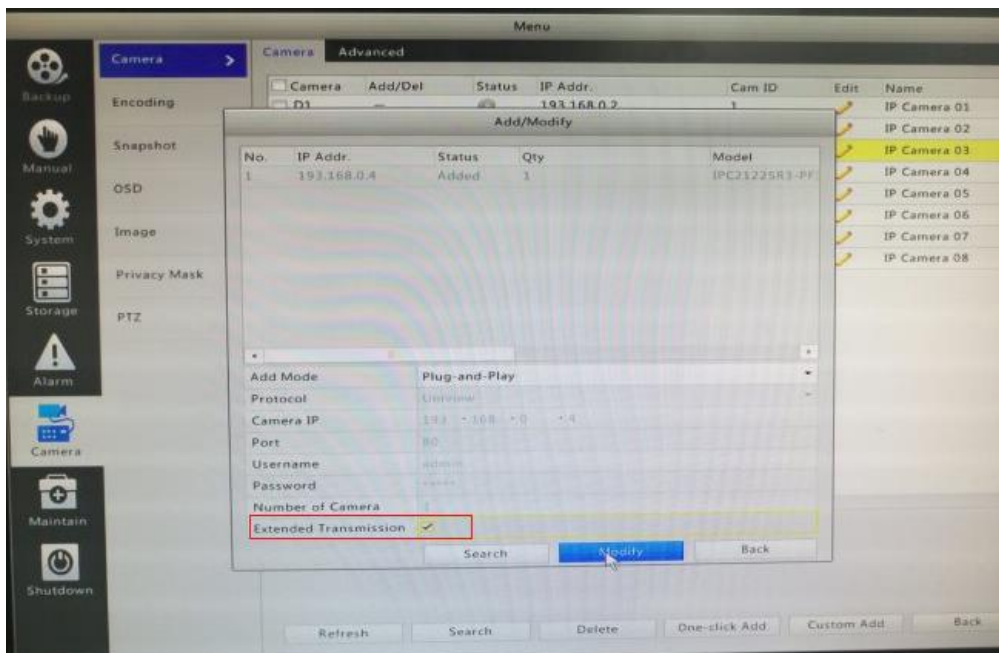 Menu
Backup
Manual
System
Storage
Alarm
Camera
Maintain
Shutdown
Camera >
Encoding
Snapshot
OSD
Image
Privacy Mask
PTZ
Camera Advanced
Camera Add/Del Status IP Addr. Cam ID Edit Name
D1 193.168.0.2 1 IP Camera 01
IP Camera 02
IP Camera 03
IP Camera 04
IP Camera 05
IP Camera 06
IP Camera 07
IP Camera 08
Add/Modify
No. IP Addr. Status Qty Model
1 193.168.0.4 Added 1
Add Mode Plug-and-Play
Protocol Uniview
Camera IP 193 . 168 . 0 . 4
Port 80
Username admin
Password
Number of Camera 1
Extended Transmission
Search Modify Back
Refresh Search Delete One-click Add Custom Add Back